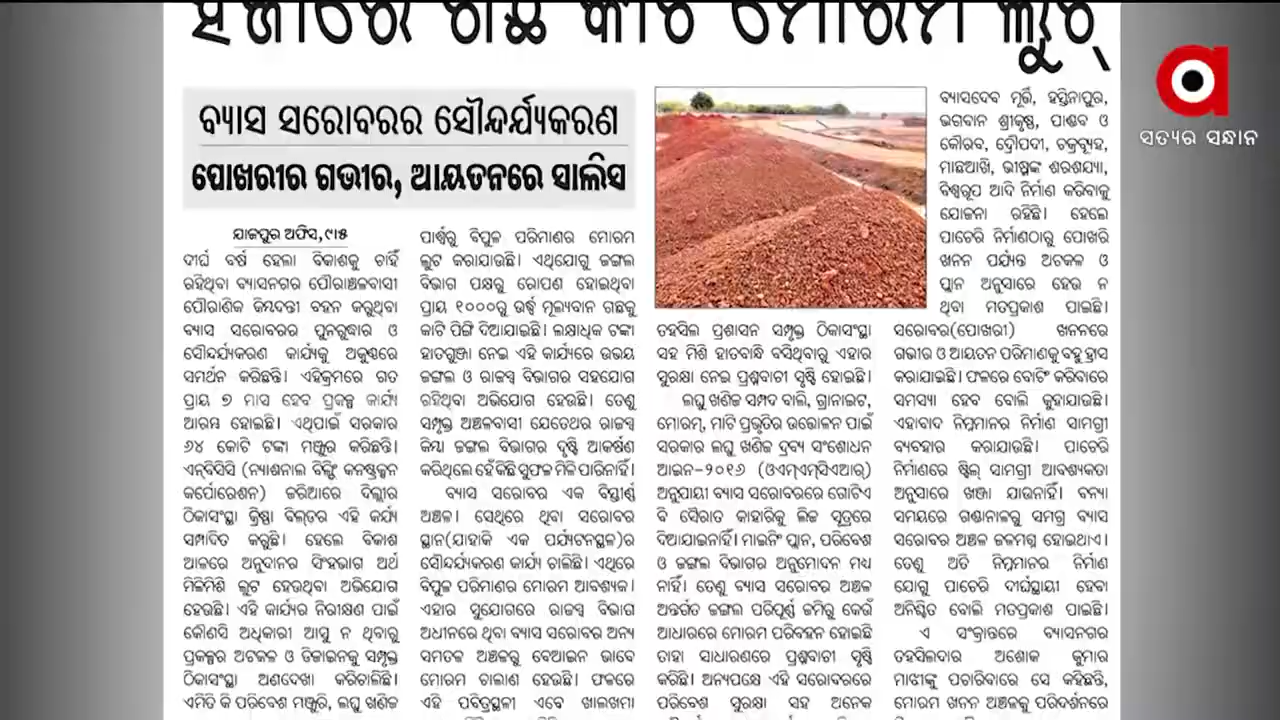 ହଜାରେ ଗଛ କାଟି ମୋରମ ଲୁଟ୍
ବ୍ୟାସ ସରୋବରର ସୌନ୍ଦର୍ଯ୍ୟକରଣ
ପୋଖରୀର ଗଭୀର, ଆୟତନରେ ସାଲିସ
ଯାଜପୁର ଅଫିସ,୯ା୫
ଦୀର୍ଘ ବର୍ଷ ହେଲା ବିକାଶକୁ ଚାହିଁ
ରହିଥିବା ବ୍ୟାସନଗର ପୌରାଞ୍ଚଳବାସୀ
ପୌରାଣିକ କିମ୍ବଦନ୍ତୀ ବହନ କରୁଥିବା
ବ୍ୟାସ ସରୋବରର ପୁନରୁଦ୍ଧାର ଓ
ସୌନ୍ଦର୍ଯ୍ୟକରଣ କାର୍ଯ୍ୟକୁ ଅକୁଣ୍ଠରେ
ସମର୍ଥନ କରିଛନ୍ତି। ଏହିକ୍ରମରେ ଗତ
ପ୍ରାୟ ୭ ମାସ ହେବ ପ୍ରକଳ୍ପ କାର୍ଯ୍ୟ
ଆରମ୍ଭ ହୋଇଛି। ଏଥିପାଇଁ ସରକାର
୬୪ କୋଟି ଟଙ୍କା ମଞ୍ଜୁର କରିଛନ୍ତି।
ଏନ୍‌ବିସିସି (ନ୍ୟାଶନାଲ ବିଲ୍ଡିଂ କନଷ୍ଟ୍ରକ୍ସନ
କର୍ପୋରେଶନ) ଜରିଆରେ ଦିଲ୍ଲୀର
ଠିକାସଂସ୍ଥା କ୍ରିଷ୍ଣା ବିଲ୍‌ଡର ଏହି କାର୍ଯ୍ୟ
ସମ୍ପାଦିତ କରୁଛି। ହେଲେ ବିକାଶ
ଆଳରେ ଅନୁଦାନର ସିଂହଭାଗ ଅର୍ଥ
ମିଳିମିଶି ଲୁଟ ହେଉଥିବା ଅଭିଯୋଗ
ହେଉଛି। ଏହି କାର୍ଯ୍ୟର ନିରୀକ୍ଷଣ ପାଇଁ
କୌଣସି ଅଧିକାରୀ ଆସୁ ନ ଥିବାରୁ
ପ୍ରକଳ୍ପର ଅଟକଳ ଓ ଡିଜାଇନକୁ ସମ୍ପୃକ୍ତ
ଠିକାସଂସ୍ଥା ଅଣଦେଖା କରିଚାଲିଛି।
ଏମିତି କି ପରିବେଶ ମଞ୍ଜୁରି, ଲଘୁ ଖଣିଜ
ପାର୍ଶ୍ୱରୁ ବିପୁଳ ପରିମାଣର ମୋରମ
ଲୁଟ କରାଯାଉଛି। ଏଥିଯୋଗୁ ଜଙ୍ଗଲ
ବିଭାଗ ପକ୍ଷରୁ ରୋପଣ ହୋଇଥିବା
ପ୍ରାୟ ୧୦୦୦ରୁ ଊର୍ଦ୍ଧ୍ୱ ମୂଲ୍ୟବାନ ଗଛକୁ
କାଟି ପିଙ୍ଗି ଦିଆଯାଇଛି। ଲକ୍ଷାଧିକ ଟଙ୍କା
ହାତଗୁଞ୍ଜା ନେଇ ଏହି କାର୍ଯ୍ୟରେ ଉଭୟ
ଜଙ୍ଗଲ ଓ ରାଜସ୍ୱ ବିଭାଗର ସହଯୋଗ
ରହିଥିବା ଅଭିଯୋଗ ହେଉଛି। ତେଣୁ
ସମ୍ପୃକ୍ତ ଅଞ୍ଚଳବାସୀ ଯେତେଥର ରାଜସ୍ୱ
କିମ୍ବା ଜଙ୍ଗଲ ବିଭାଗର ଦୃଷ୍ଟି ଆକର୍ଷଣ
କରିଥିଲେ ହେଁ କିଛି ସୁଫଳ ମିଳି ପାରିନାହିଁ।
ବ୍ୟାସ ସରୋବର ଏକ ବିସ୍ତୀର୍ଣ୍ଣ
ଅଞ୍ଚଳ। ସେଥିରେ ଥିବା ସରୋବର
ସ୍ଥାନ(ଯାହାକି ଏକ ପର୍ଯ୍ୟଟନସ୍ଥଳ)ର
ସୌନ୍ଦର୍ଯ୍ୟକରଣ କାର୍ଯ୍ୟ ଚାଲିଛି। ଏଥିରେ
ବିପୁଳ ପରିମାଣର ମୋରମ ଆବଶ୍ୟକ।
ଏହାର ସୁଯୋଗରେ ରାଜସ୍ୱ ବିଭାଗ
ଅଧୀନରେ ଥିବା ବ୍ୟାସ ସରୋବର ଅନ୍ୟ
ସମତଳ ଅଞ୍ଚଳରୁ ବେଆଇନ ଭାବେ
ମୋରମ ଚାଲାଣ ହେଉଛି। ଫଳରେ
ଏହି ପବିତ୍ରସ୍ଥଳୀ ଏବେ ଖାଲଖମା
ତହସିଲ ପ୍ରଶାସନ ସମ୍ପୃକ୍ତ ଠିକାସଂସ୍ଥା
ସହ ମିଶି ହାତବାନ୍ଧି ବସିଥିବାରୁ ଏହାର
ସୁରକ୍ଷା ନେଇ ପ୍ରଶ୍ନବାଚୀ ସୃଷ୍ଟି ହୋଇଛି।
ଲଘୁ ଖଣିଜ ସମ୍ପଦ ବାଲି, ଗ୍ରାନାଇଟ,
ମୋରମ୍, ମାଟି ପ୍ରଭୃତିର ଉତ୍ତୋଳନ ପାଇଁ
ସରକାର ଲଘୁ ଖଣିଜ ଦ୍ରବ୍ୟ ସଂଶୋଧନ
ଆଇନ-୨୦୧୬ (ଓଏମ୍‌ଏମ୍‌ସିଏଆର୍)
ଅନୁଯାୟୀ ବ୍ୟାସ ସରୋବରରେ ଗୋଟିଏ
ବି ସୈରାତ କାହାରିକୁ ଲିଜ ସୂତ୍ରରେ
ଦିଆଯାଇନାହିଁ। ମାଇନିଂ ପ୍ଲାନ, ପରିବେଶ
ଓ ଜଙ୍ଗଲ ବିଭାଗର ଅନୁମୋଦନ ମଧ୍ୟ
ନାହିଁ। ତେଣୁ ବ୍ୟାସ ସରୋବର ଅଞ୍ଚଳ
ଅନ୍ତର୍ଗତ ଜଙ୍ଗଲ ପରିପୂର୍ଣ୍ଣ ଜମିରୁ କେଉଁ
ଆଧାରରେ ମୋରମ ପରିବହନ ହୋଇଛି
ତାହା ସାଧାରଣରେ ପ୍ରଶ୍ନବାଚୀ ସୃଷ୍ଟି
କରିଛି। ଅନ୍ୟପକ୍ଷେ ଏହି ସରୋବରରେ
ପରିବେଶ ସୁରକ୍ଷା ସହ ଅନେକ
ବ୍ୟାସଦେବ ମୂର୍ତ୍ତି, ହସ୍ତିନାପୁର,
ଭଗବାନ ଶ୍ରୀକୃଷ୍ଣ, ପାଣ୍ଡବ ଓ
କୌରବ, ଦ୍ରୌପଦୀ, ଚକ୍ରବ୍ୟୁହ,
ମାଛଆଖି, ଭୀଷ୍ମଙ୍କ ଶରଶଯ୍ୟା,
ବିଶ୍ୱରୂପ ଆଦି ନିର୍ମାଣ କରିବାକୁ
ଯୋଜନା ରହିଛି। ହେଲେ
ପାଚେରି ନିର୍ମାଣଠାରୁ ପୋଖରି
ଖନନ ପର୍ଯ୍ୟନ୍ତ ଅଟକଳ ଓ
ପ୍ଲାନ ଅନୁସାରେ ହେଉ ନ
ଥିବା ମତପ୍ରକାଶ ପାଇଛି।
ସରୋବର(ପୋଖରୀ) ଖନନରେ
ଗଭୀର ଓ ଆୟତନ ପରିମାଣକୁ ବହୁ ହ୍ରାସ
କରାଯାଇଛି। ଫଳରେ ବୋଟିଂ କରିବାରେ
ସମସ୍ୟା ହେବ ବୋଲି କୁହାଯାଉଛି।
ଏହାବାଦ ନିମ୍ନମାନର ନିର୍ମାଣ ସାମଗ୍ରୀ
ବ୍ୟବହାର କରାଯାଉଛି। ପାଚେରି
ନିର୍ମାଣରେ ଷ୍ଟିଲ୍ ସାମଗ୍ରୀ ଆବଶ୍ୟକତା
ଅନୁସାରେ ଖଞ୍ଜା ଯାଉନାହିଁ। ବନ୍ୟା
ସମୟରେ ଗଣ୍ଡାନାଳରୁ ସମଗ୍ର ବ୍ୟାସ
ସରୋବର ଅଞ୍ଚଳ ଜଳମଗ୍ନ ହୋଇଥାଏ।
ତେଣୁ ଅତି ନିମ୍ନମାନର ନିର୍ମାଣ
ଯୋଗୁ ପାଚେରି ଦୀର୍ଘସ୍ଥାୟୀ ହେବା
ଅନିଶ୍ଚିତ ବୋଲି ମତପ୍ରକାଶ ପାଇଛି।
ଏ ସଂକ୍ରାନ୍ତରେ ବ୍ୟାସନଗର
ତହସିଲଦାର ଅଶୋକ କୁମାର
ମାଝୀଙ୍କୁ ପଚାରିବାରେ ସେ କହିଛନ୍ତି,
ମୋରମ ଖନନ ଅଞ୍ଚଳକୁ ପରିଦର୍ଶନରେ
ସତ୍ୟର ସନ୍ଧାନ